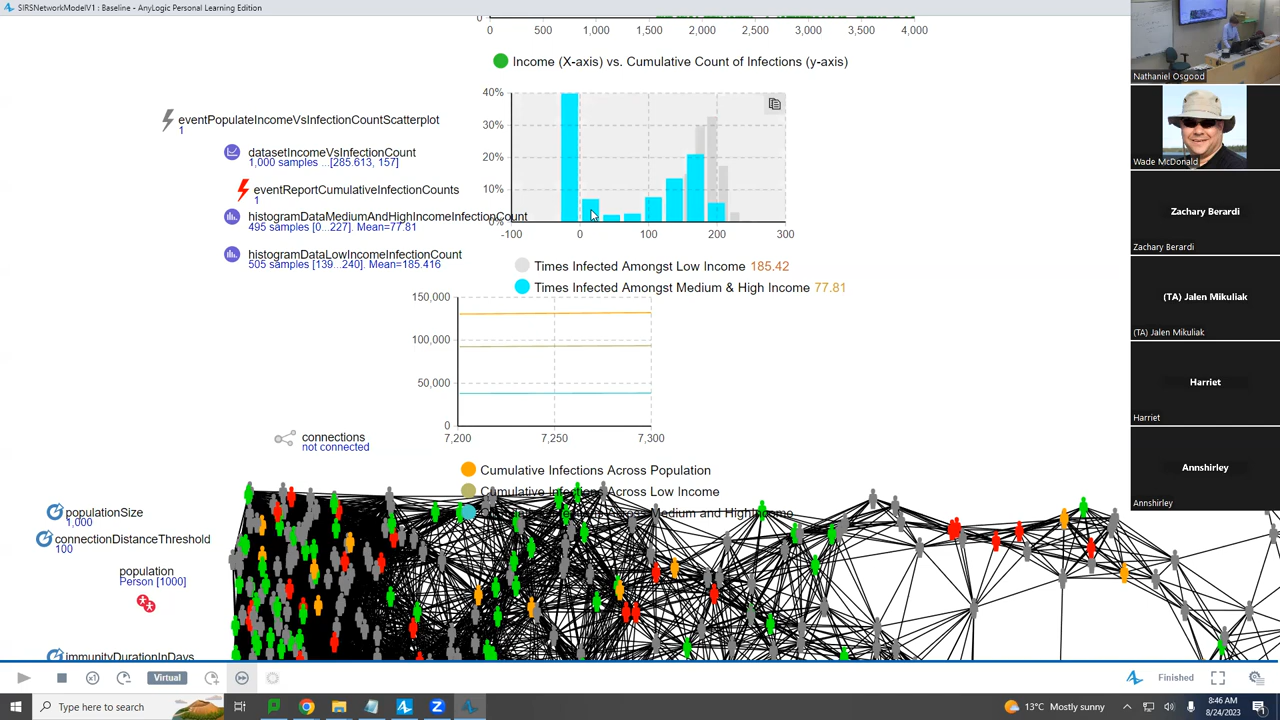 SIRSNetworkModelV1 : Baseline - AnyLogic Personal Learning Edition
0
0 500 1,000 1,500 2,000 2,500 3,000 3,500 4,000
Income (X-axis) vs. Cumulative Count of Infections (y-axis)
40%
30%
20%
10%
0%
-100 0 100 200 300
eventPopulateIncomeVsInfectionCountScatterplot
1
datasetIncomeVsInfectionCount
1,000 samples ...[285.613, 157]
eventReportCumulativeInfectionCounts
1
histogramDataMediumAndHighIncomeInfectionCount
495 samples [0...227]. Mean=77.81
histogramDataLowIncomeInfectionCount
505 samples [139...240]. Mean=185.416
Times Infected Amongst Low Income 185.42
Times Infected Amongst Medium & High Income 77.81
150,000
100,000
50,000
0
7,200 7,250 7,300
connections
not connected
Cumulative Infections Across Population
Cumulative Infections Across Low Income
Medium and HighIncome
populationSize
1,000
connectionDistanceThreshold
100
population
Person [1000]
immunityDurationInDays
x1
Virtual
Finished
Nathaniel Osgood
Wade McDonald
Zachary Berardi
Zachary Berardi
(TA) Jalen Mikuliak
(TA) Jalen Mikuliak
Harriet
Harriet
Annshirley
Annshirley
Type here to search
13°C Mostly sunny
8:46 AM
8/24/2023
1